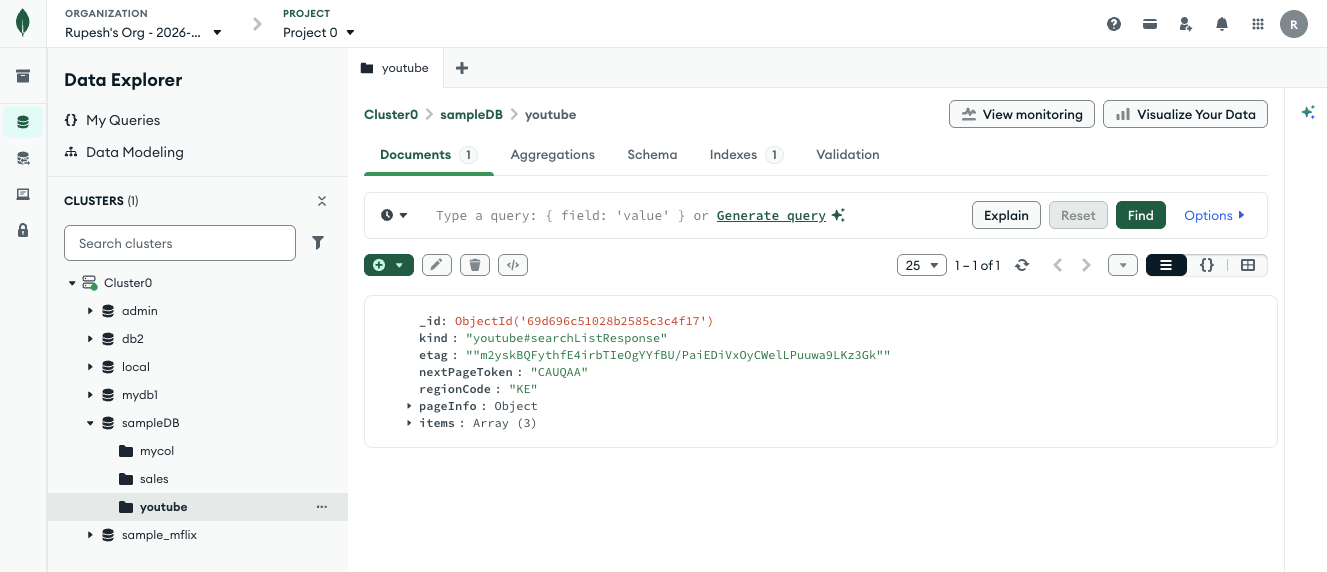 ORGANIZATION
Rupesh's Org - 2026-...
PROJECT
Project 0
R
Data Explorer
My Queries
Data Modeling
CLUSTERS (1)
Search clusters
Cluster0
admin
db2
local
mydb1
sampleDB
mycol
sales
youtube
sample_mflix
youtube
Cluster0 > sampleDB > youtube
View monitoring
Visualize Your Data
Documents 1 Aggregations Schema Indexes 1 Validation
Type a query: { field: 'value' } or Generate query
Explain Reset Find Options
25 1 – 1 of 1
_id: ObjectId('69d696c51028b2585c3c4f17')
kind : "youtube#searchListResponse"
etag : ""m2yskBQFythfE4irbTIeOgYYfBU/PaiEDiVxOyCWelLPuuwa9LKz3Gk""
nextPageToken : "CAUQAA"
regionCode : "KE"
pageInfo : Object
items : Array (3)